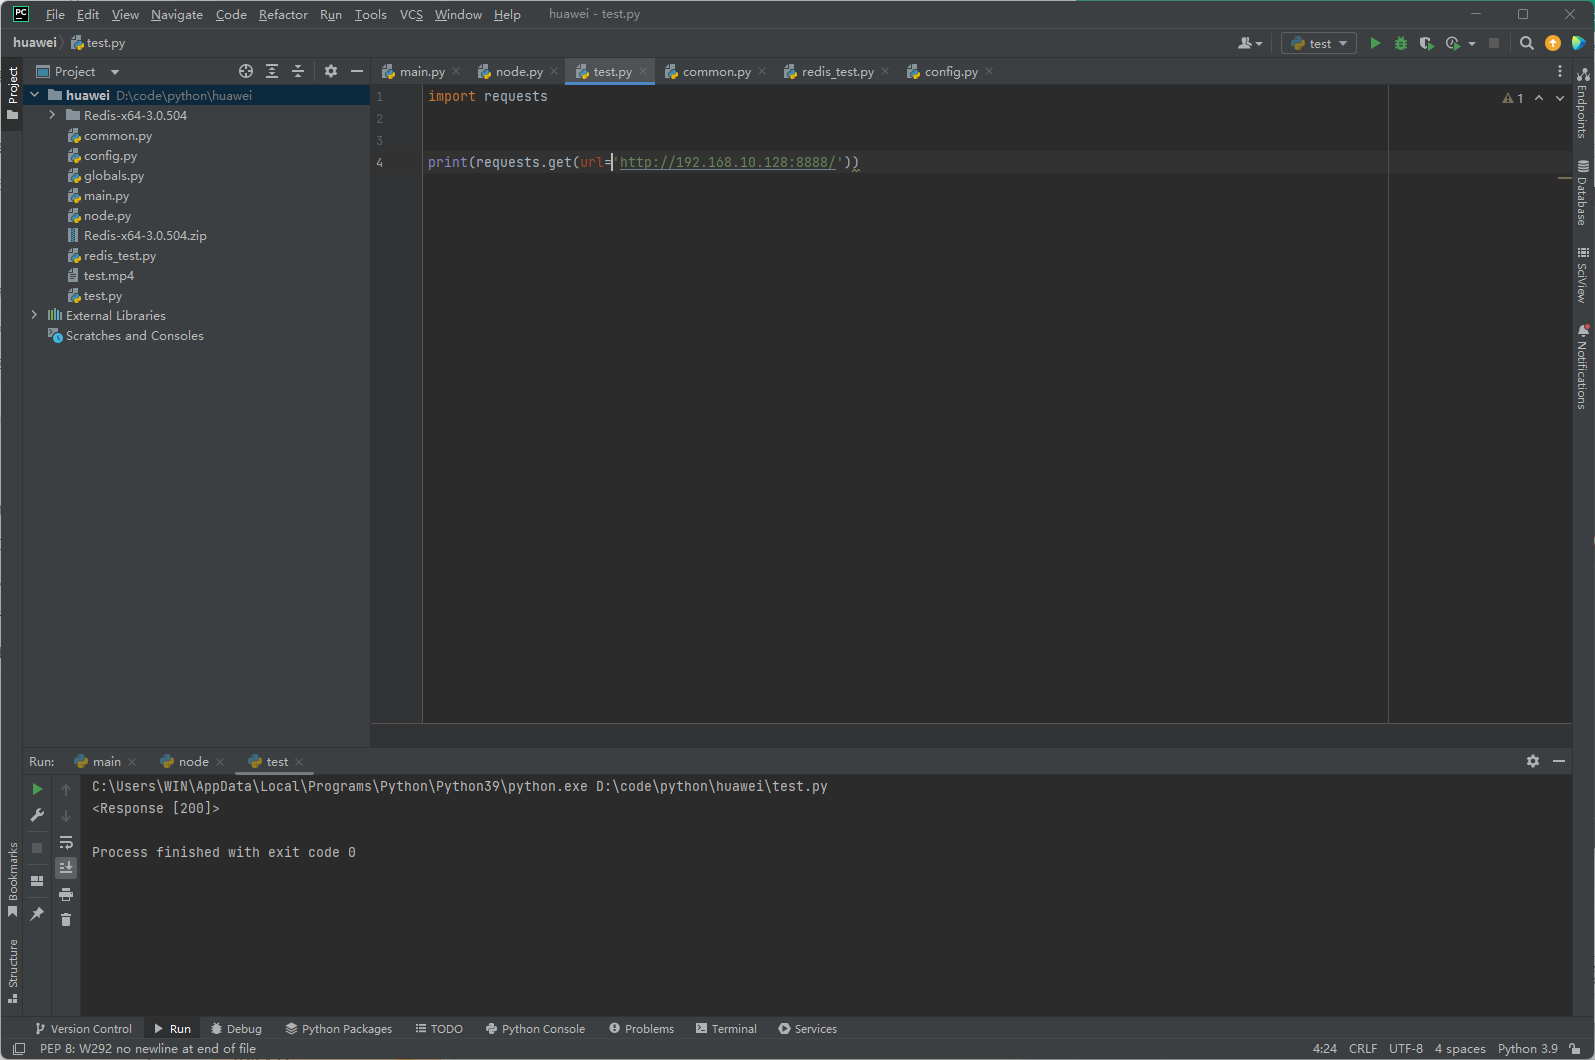 PC File Edit View Navigate Code Refactor Run Tools VCS Window Help huawei - test.py
huawei test.py test
Project main.py node.py test.py common.py redis_test.py config.py
Project
huawei D:\code\python\huawei
Redis-x64-3.0.504
common.py
config.py
globals.py
main.py
node.py
Redis-x64-3.0.504.zip
redis_test.py
test.mp4
test.py
External Libraries
Scratches and Consoles
1 import requests
2
3
4 print(requests.get(url='http://192.168.10.128:8888/'))
1
Endpoints
Database
SciView
Notifications
Run: main node test
C:\Users\WIN\AppData\Local\Programs\Python\Python39\python.exe D:\code\python\huawei\test.py
<Response [200]>
Process finished with exit code 0
Bookmarks
Structure
Version Control Run Debug Python Packages TODO Python Console Problems Terminal Services
PEP 8: W292 no newline at end of file 4:24 CRLF UTF-8 4 spaces Python 3.9